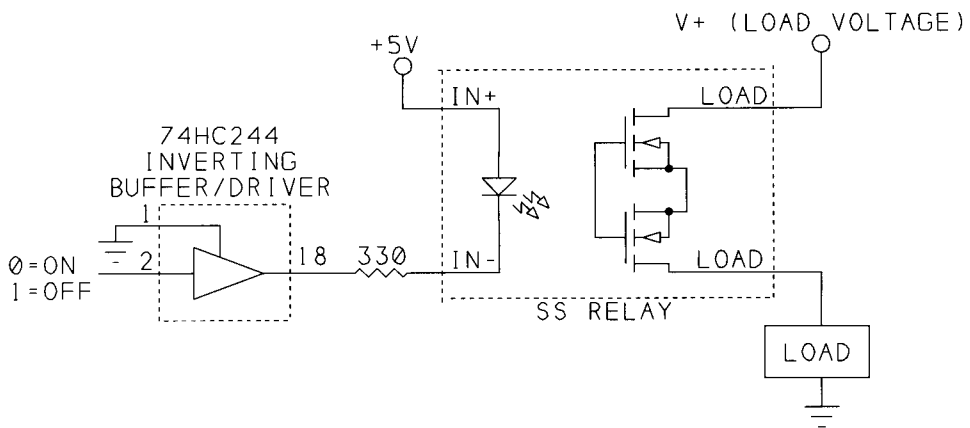 V+ (LOAD VOLTAGE)
+5V
IN+
LOAD
74HC244
INVERTING
BUFFER/DRIVER
1
0=ON
1=OFF
2
18
330
IN-
LOAD
SS RELAY
LOAD